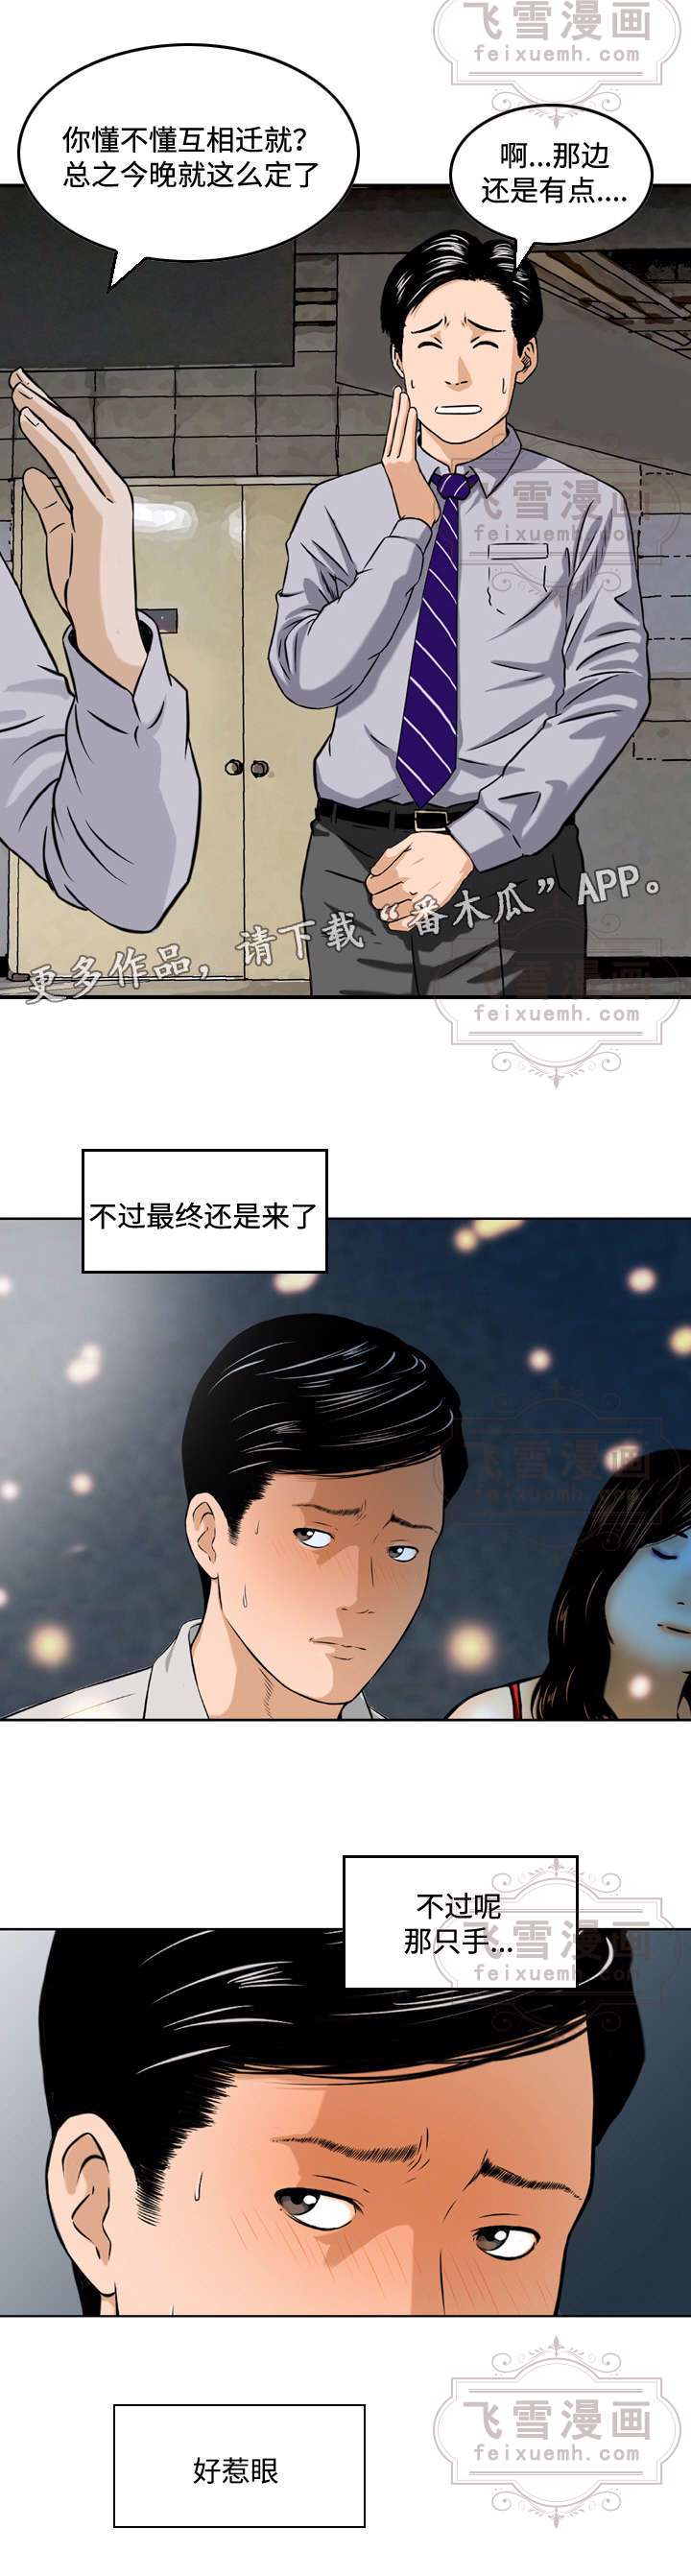 飞雪漫画
feixuemh.com
你懂不懂互相迁就?
总之今晚就这么定了
啊...那边
还是有点....
飞雪漫画
feixuemh.com
更多作品，请下载“番木瓜”APP。
飞雪漫画
feixuemh.com
不过最终还是来了
飞雪漫画
feixuemh.com
不过呢
那只手...
飞雪漫画
feixuemh.com
好惹眼
飞雪漫画
feixuemh.com